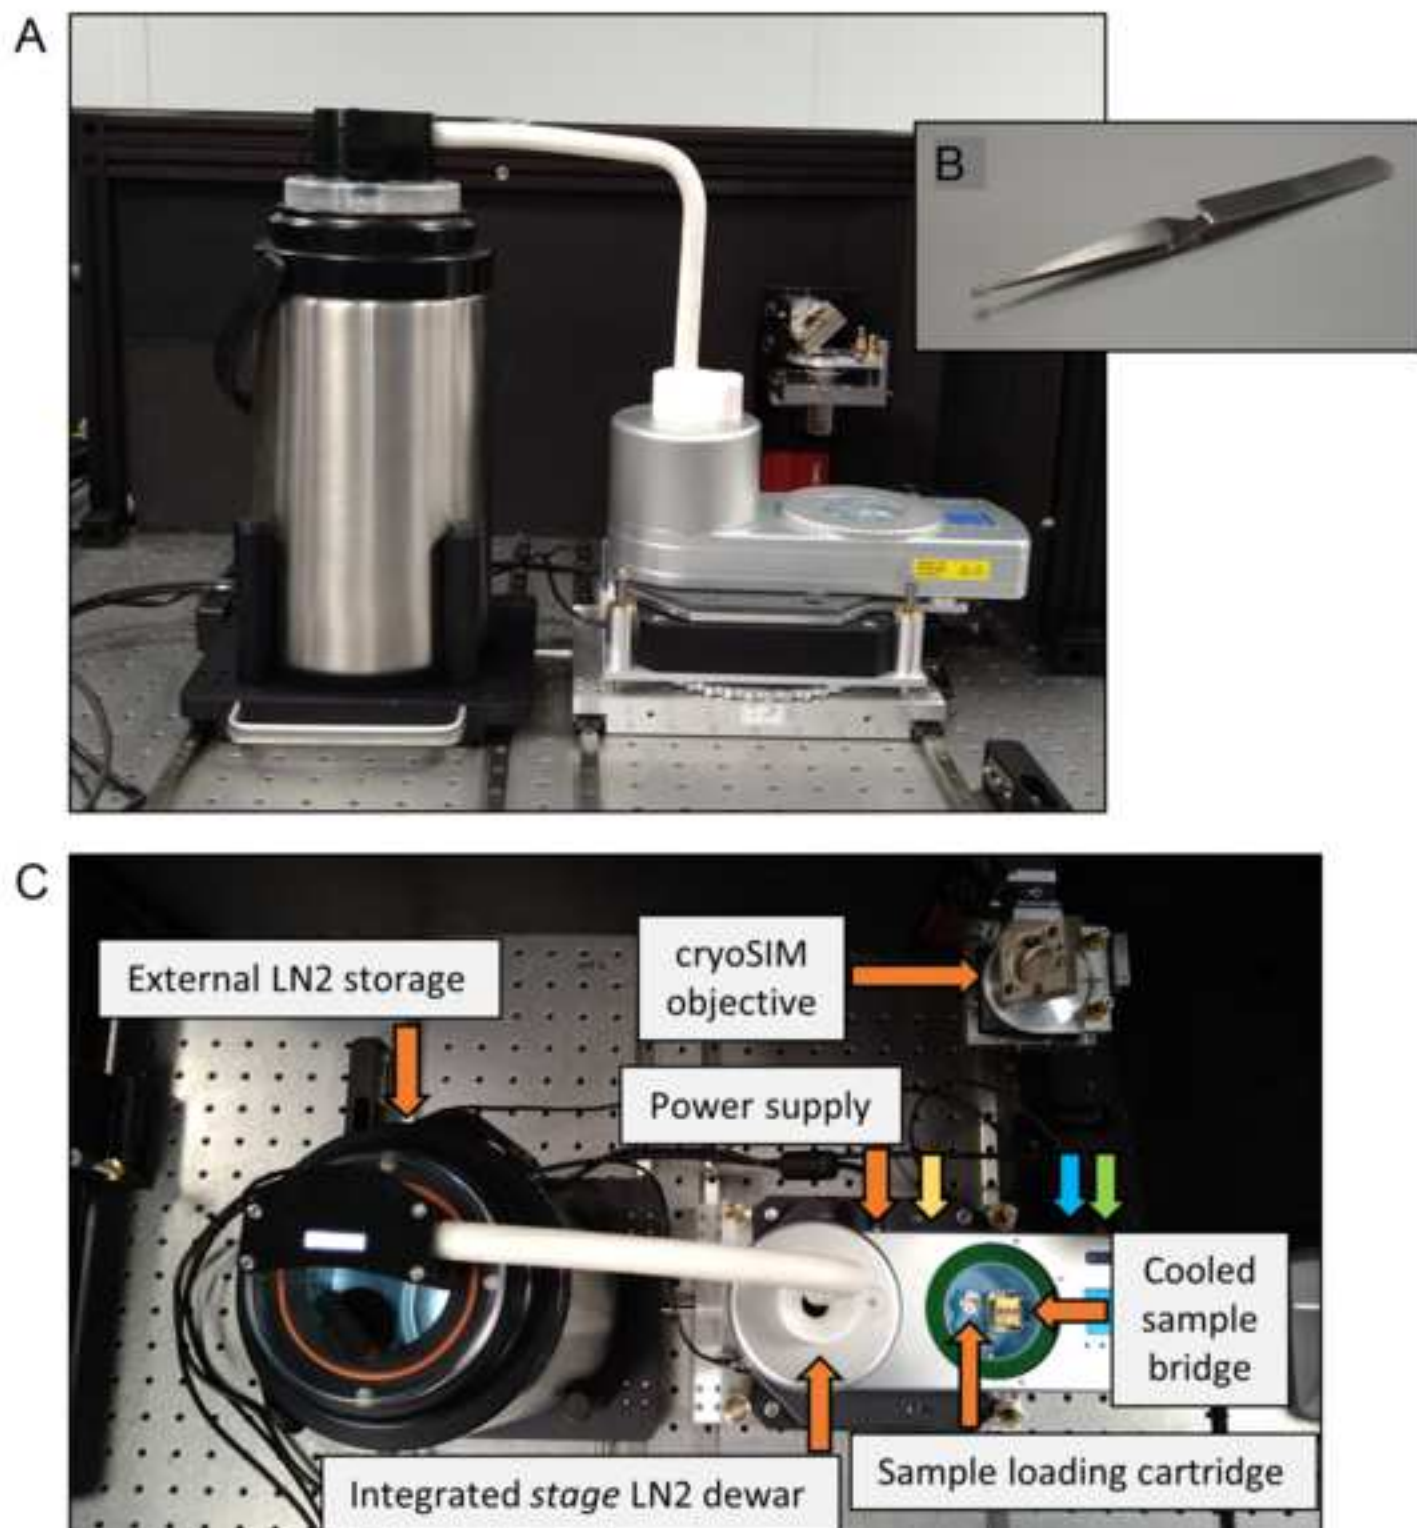 A
B
C
External LN2 storage
cryoSIM
objective
Power supply
Cooled
sample
bridge
Sample loading cartridge
Integrated stage LN2 dewar